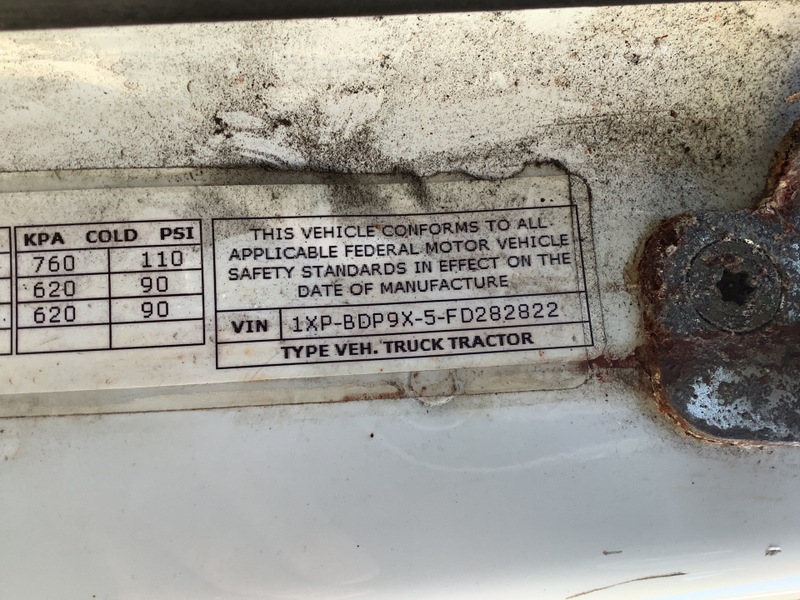 KPA COLD PSI
760 110
620 90
620 90
THIS VEHICLE CONFORMS TO ALL
APPLICABLE FEDERAL MOTOR VEHICLE
SAFETY STANDARDS IN EFFECT ON THE
DATE OF MANUFACTURE
VIN 1XP-BDP9X-5-FD282822
TYPE VEH. TRUCK TRACTOR